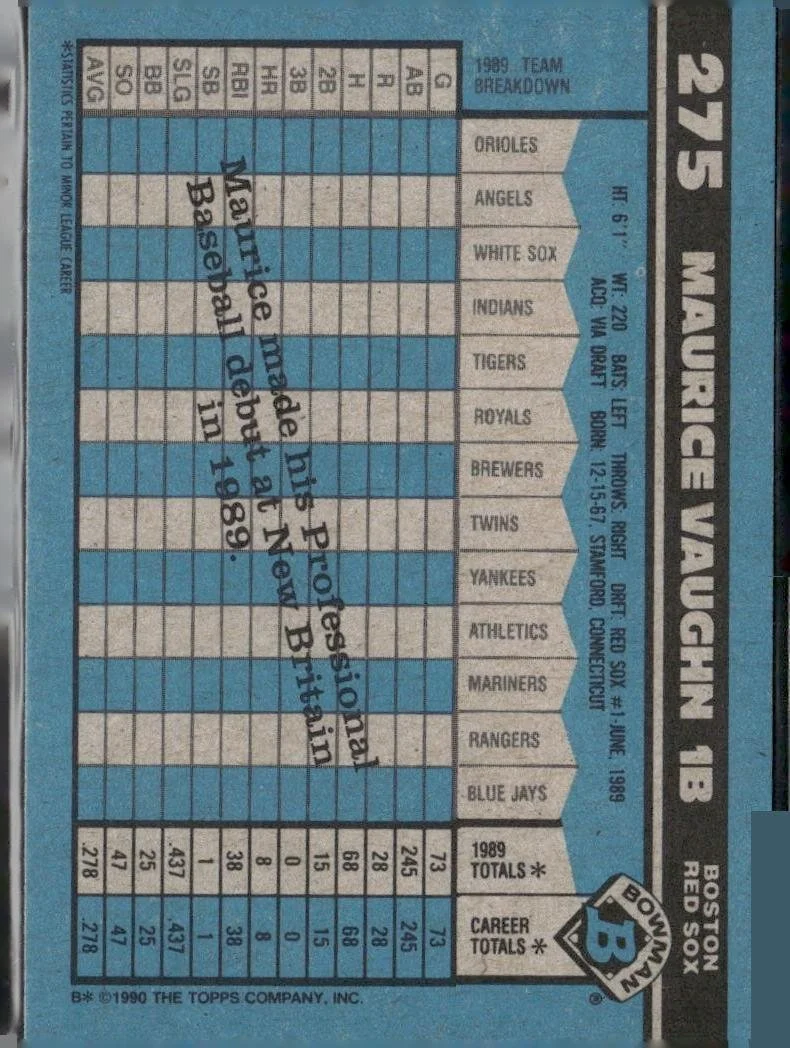 275 MAURICE VAUGHN 1B BOSTON RED SOX
HT: 6'1" WT: 220 BATS: LEFT THROWS: RIGHT DRFT: RED SOX #1-JUNE, 1989
ACQ: VIA DRAFT BORN: 12-15-67, STAMFORD, CONNECTICUT
BOWMAN
B
®
1989 TEAM BREAKDOWN G AB R H 2B 3B HR RBI SB SLG BB SO AVG
ORIOLES
ANGELS
WHITE SOX
INDIANS
TIGERS
ROYALS
BREWERS
TWINS
YANKEES
ATHLETICS
MARINERS
RANGERS
BLUE JAYS
1989 TOTALS* 73 245 28 68 15 0 8 38 1 .437 25 47 .278
CAREER TOTALS* 73 245 28 68 15 0 8 38 1 .437 25 47 .278
Maurice made his Professional
Baseball debut at New Britain
in 1989.
*STATISTICS PERTAIN TO MINOR LEAGUE CAREER
B* ©1990 THE TOPPS COMPANY, INC.